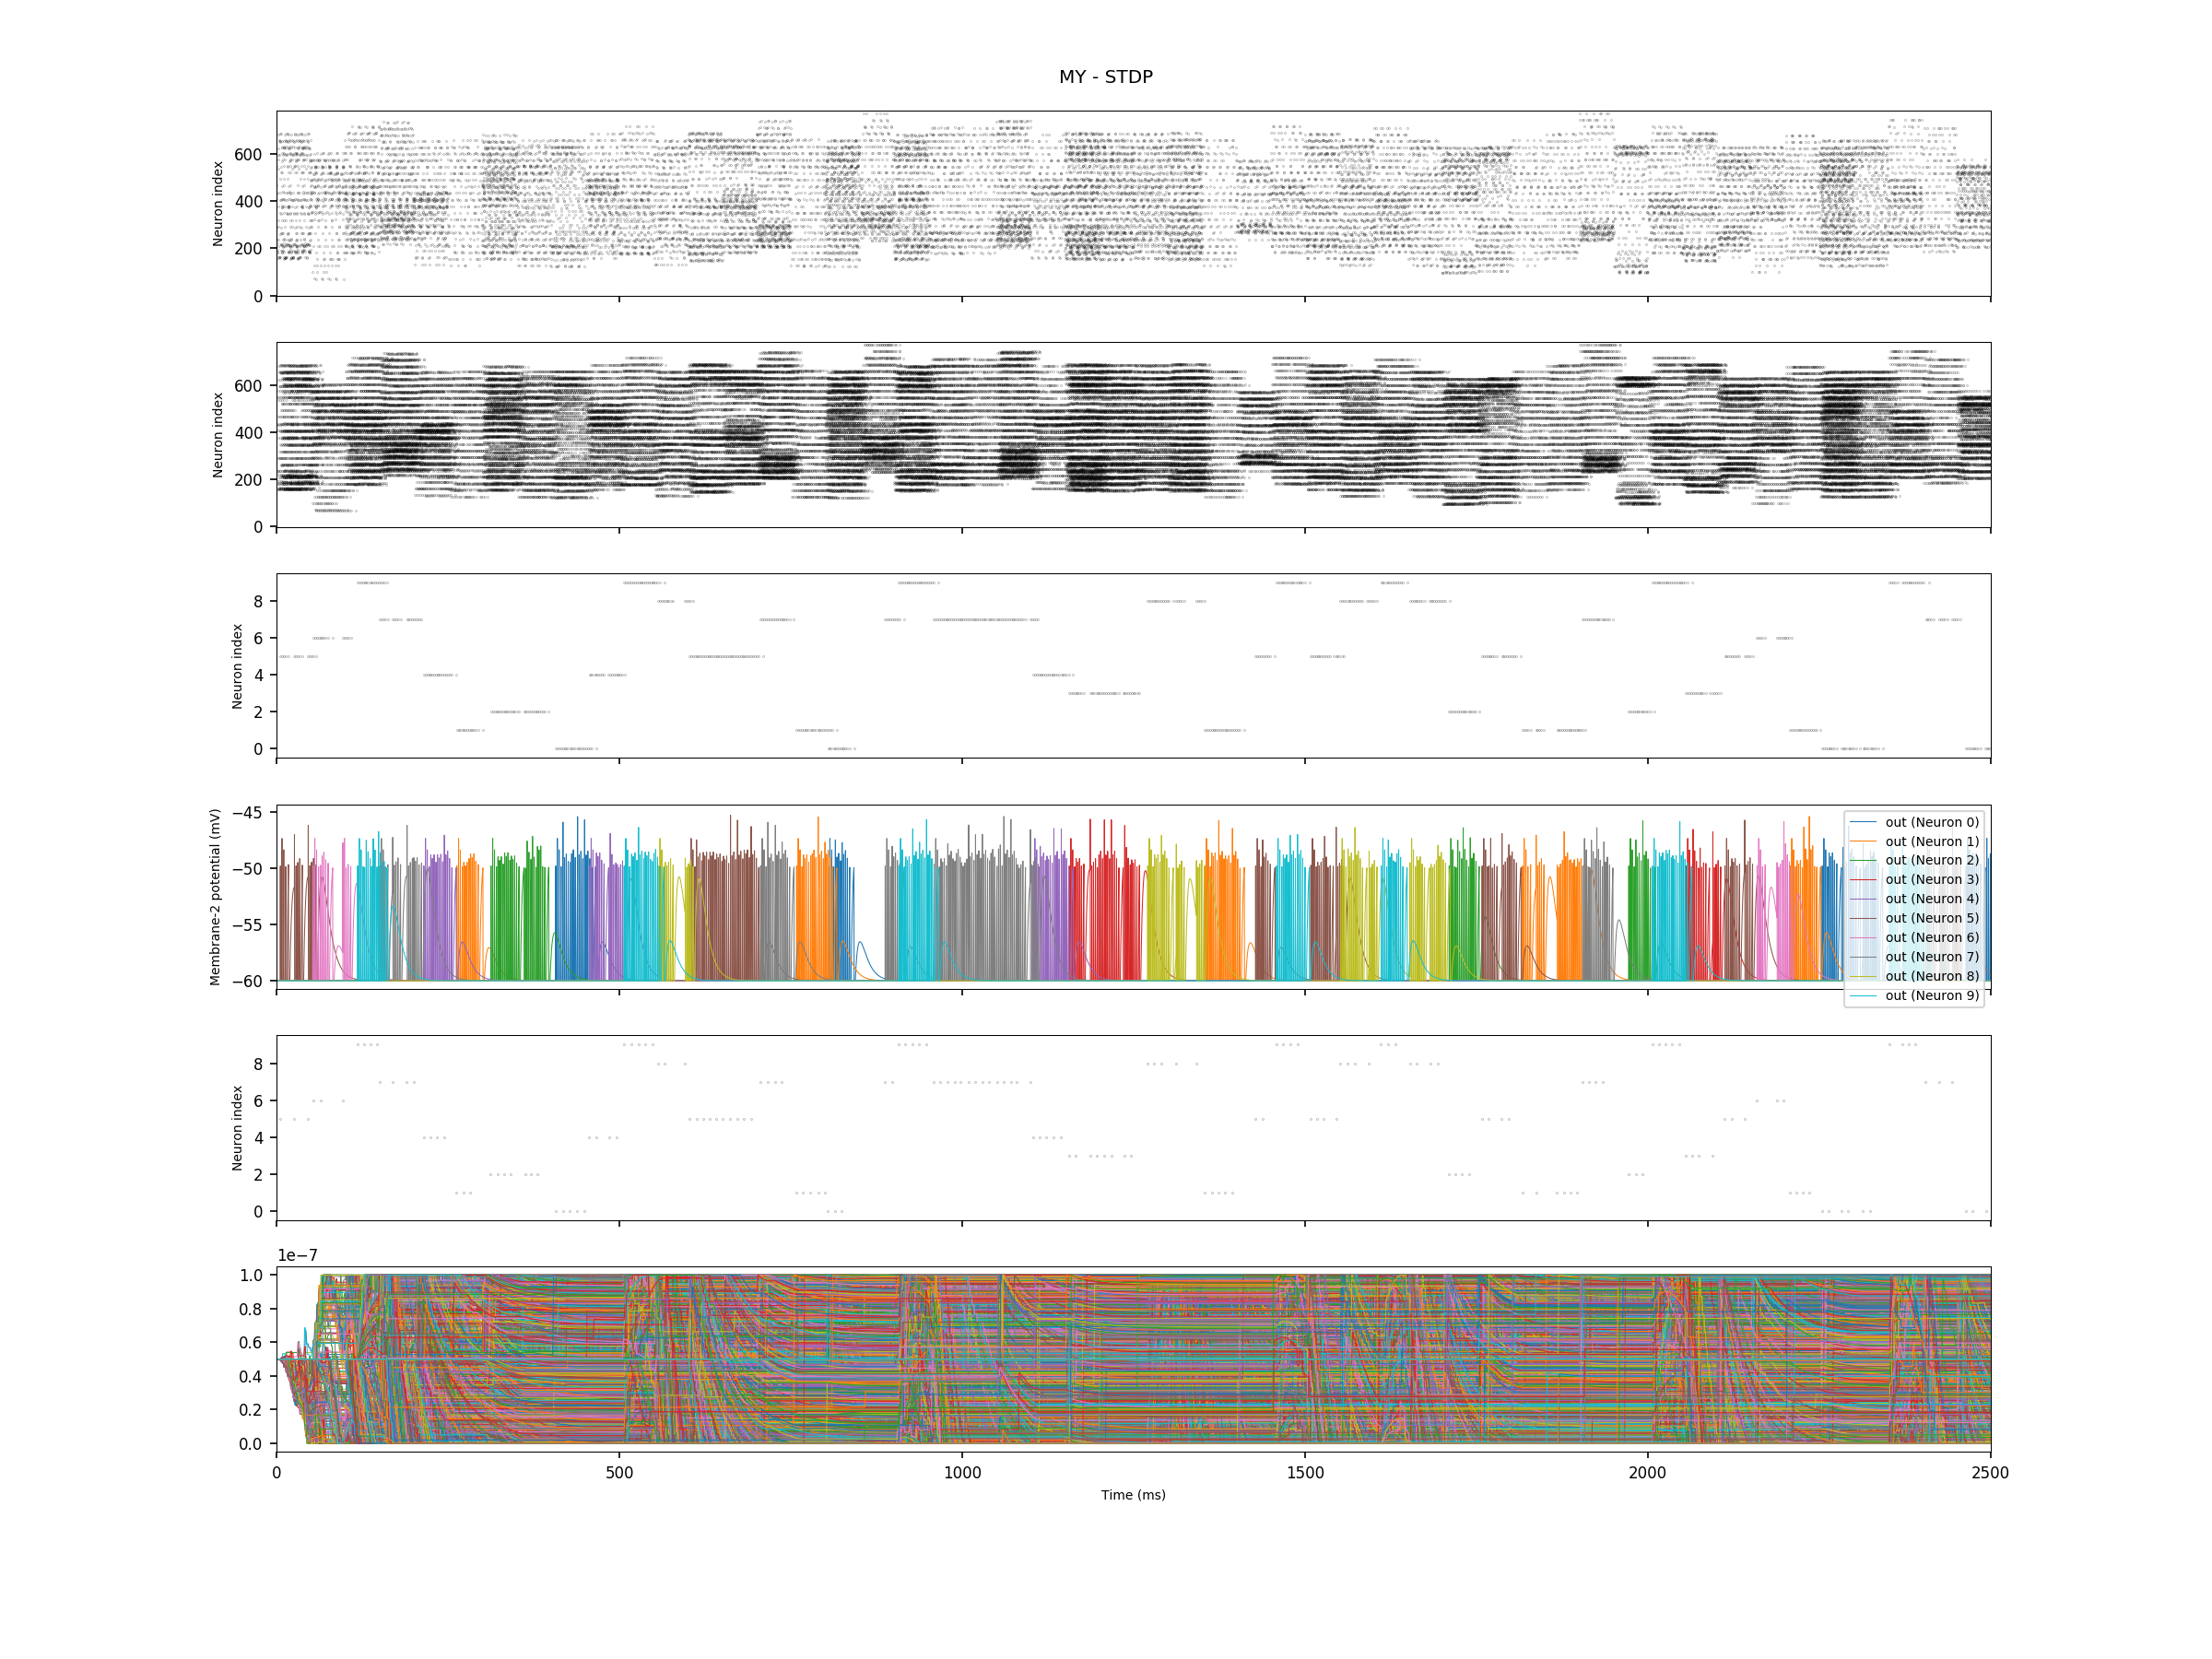 MY - STDP
Neuron index
600
400
200
0
Neuron index
600
400
200
0
Neuron index
8
6
4
2
0
Membrane-2 potential (mV)
−45
−50
−55
−60
out (Neuron 0)
out (Neuron 1)
out (Neuron 2)
out (Neuron 3)
out (Neuron 4)
out (Neuron 5)
out (Neuron 6)
out (Neuron 7)
out (Neuron 8)
out (Neuron 9)
Neuron index
8
6
4
2
0
1e−7
1.0
0.8
0.6
0.4
0.2
0.0
0 500 1000 1500 2000 2500
Time (ms)